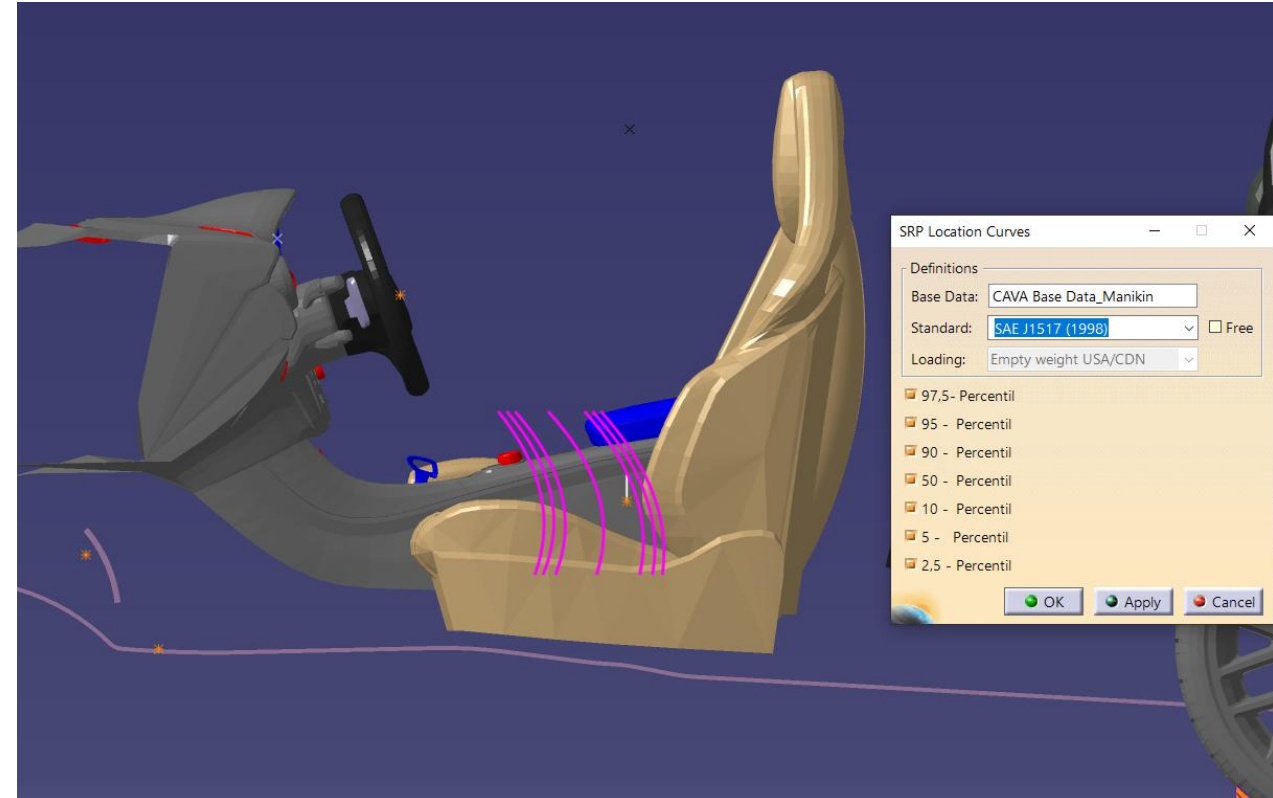 SRP Location Curves
Definitions
Base Data: CAVA Base Data_Manikin
Standard: SAE J1517 (1998) Free
Loading: Empty weight USA/CDN
97,5- Percentil
95 - Percentil
90 - Percentil
50 - Percentil
10 - Percentil
5 - Percentil
2,5 - Percentil
OK Apply Cancel